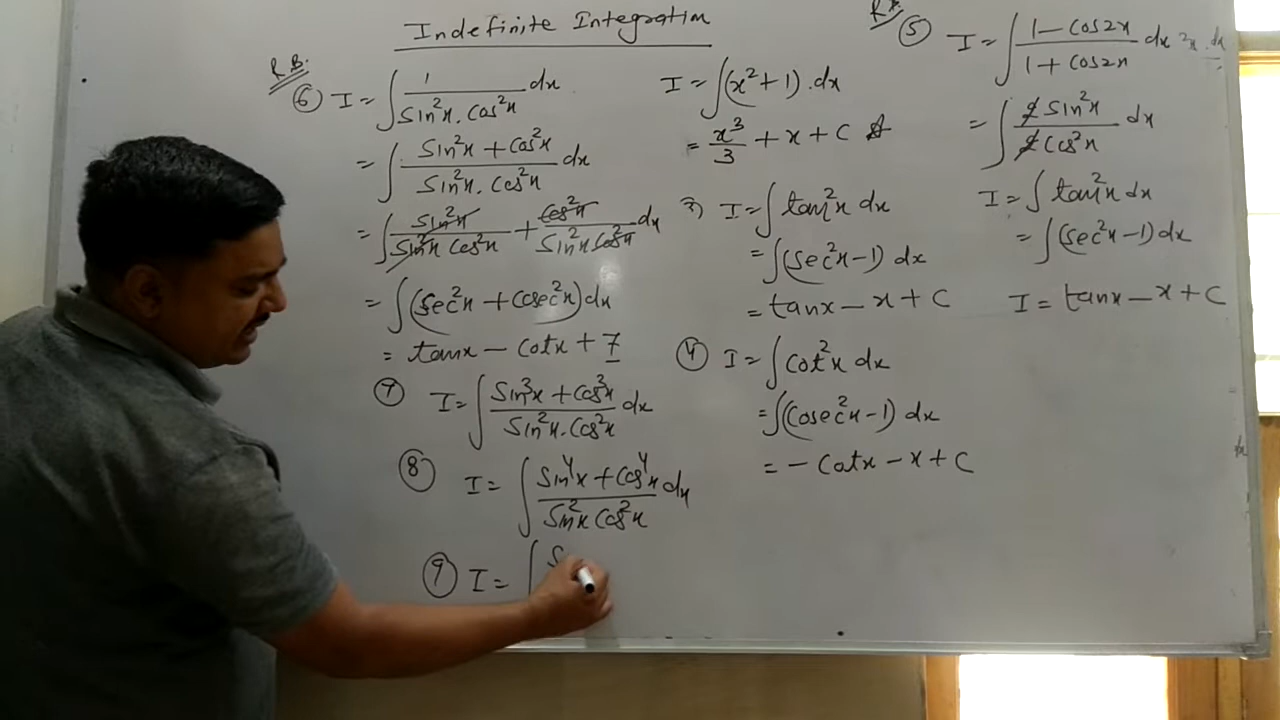 Indefinite Integration
R.B.
⑥ I = ∫ 1/(Sin²x . Cos²x) dx
= ∫ (Sin²x + Cos²x)/(Sin²x . Cos²x) dx
= ∫ Sin²x/(Sin²x Cos²x) + Cos²x/(Sin²x Cos²x) dx
= ∫ (Sec²x + Cosec²x) dx
= tanx − Cotx + 7
⑦ I = ∫ (Sin³x + Cos³x)/(Sin²x . Cos²x) dx
⑧ I = ∫ (Sin⁴x + Cos⁴x)/(Sin²x Cos²x) dx
⑨ I = ∫ S
I = ∫ (x² + 1) . dx
= x³/3 + x + C
3) I = ∫ tan²x dx
= ∫ (Sec²x − 1) dx
= tanx − x + C
④ I = ∫ Cot²x dx
= ∫ (Cosec²x − 1) dx
= − Cotx − x + C
⑤ I = ∫ (1 − Cos2x)/(1 + Cos2x) dx 2x . dx
= ∫ 2 Sin²x/2 Cos²x dx
I = ∫ tan²x dx
= ∫ (Sec²x − 1) dx
I = tanx − x + C